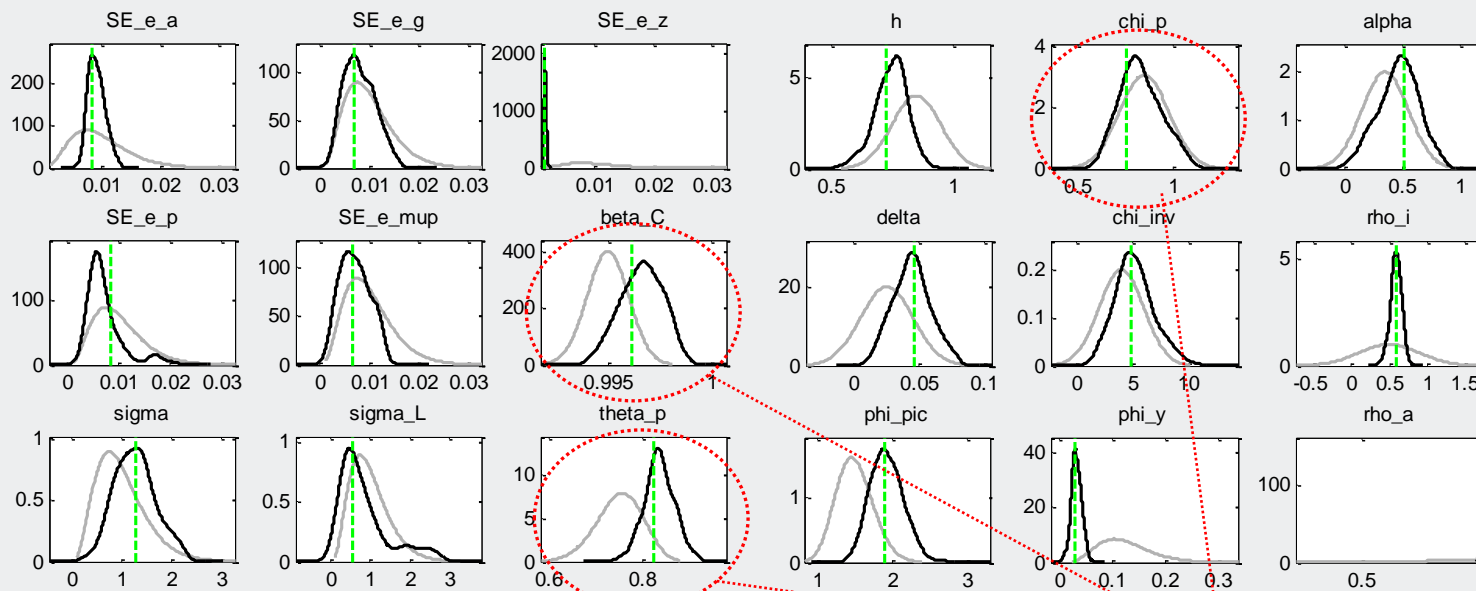 SE_e_a SE_e_g SE_e_z h chi_p alpha
200 100 0 0.01 0.02 0.03
100 50 0 0 0.01 0.02 0.03
2000 1000 0 0.01 0.02 0.03
5 0 0.5 1
4 2 0 0.5 1
2 1 0 0 0.5 1
SE_e_p SE_e_mup beta_C delta chi_inv rho_i
100 0 0 0.01 0.02 0.03
100 50 0 0 0.01 0.02 0.03
400 200 0 0.995 1
20 0 0 0.05 0.1
0.2 0.1 0 0 5 10
5 0 -0.5 0 0.5 1 1.5
sigma sigma_L theta_p phi_pic phi_y rho_a
1 0.5 0 0 1 2 3
1 0.5 0 0 1 2 3
10 5 0 0.6 0.8
1 0 1 2 3
40 20 0 0.1 0.2 0.3
100 0 0.5